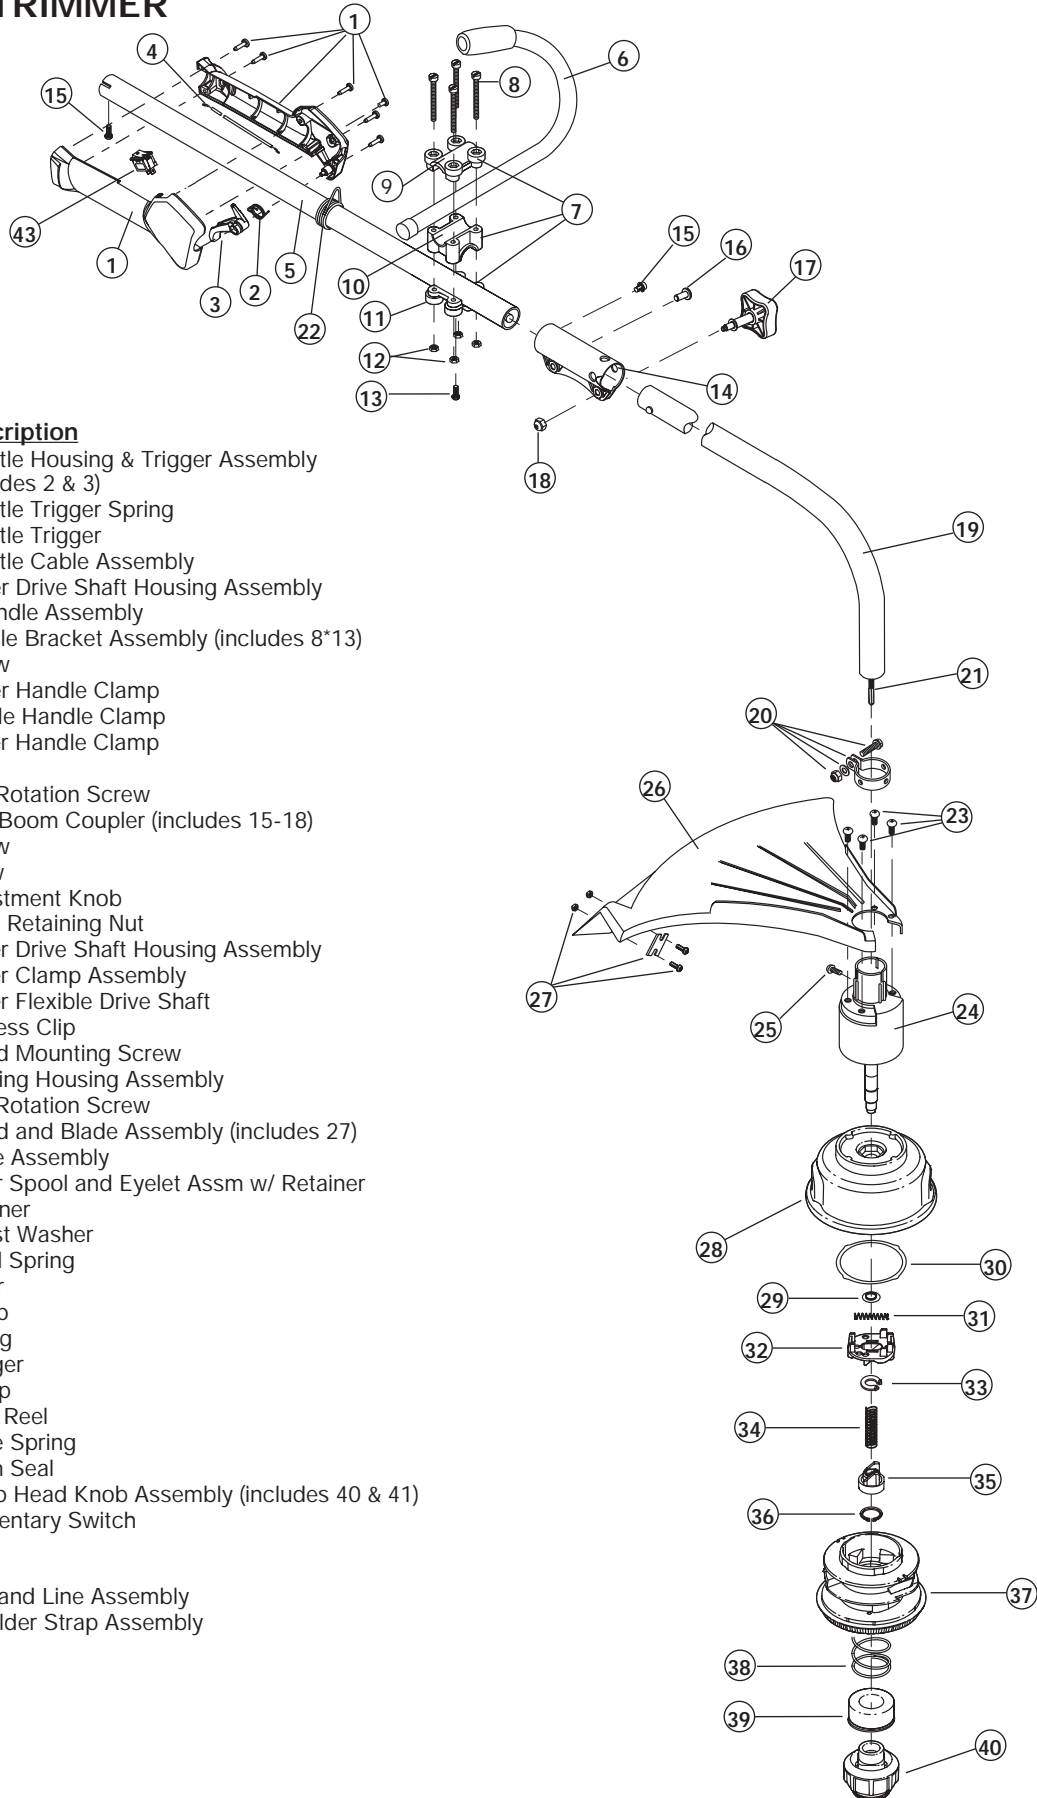 TRIMMER
1
4
6
8
15
9
7
43
1
3
2
5
22
10
11
12
13
15
16
17
14
18
cription
tle Housing & Trigger Assembly
des 2 & 3)
tle Trigger Spring
tle Trigger
tle Cable Assembly
er Drive Shaft Housing Assembly
ndle Assembly
le Bracket Assembly (includes 8*13)
w
er Handle Clamp
le Handle Clamp
er Handle Clamp
Rotation Screw
Boom Coupler (includes 15-18)
w
w
stment Knob
Retaining Nut
er Drive Shaft Housing Assembly
er Clamp Assembly
er Flexible Drive Shaft
ess Clip
d Mounting Screw
ing Housing Assembly
Rotation Screw
d and Blade Assembly (includes 27)
e Assembly
r Spool and Eyelet Assm w/ Retainer
ner
st Washer
l Spring
r
p
g
ger
p
Reel
e Spring
n Seal
p Head Knob Assembly (includes 40 & 41)
entary Switch
and Line Assembly
lder Strap Assembly
19
21
20
26
23
27
25
24
28
30
29
31
32
33
34
35
36
37
38
39
40